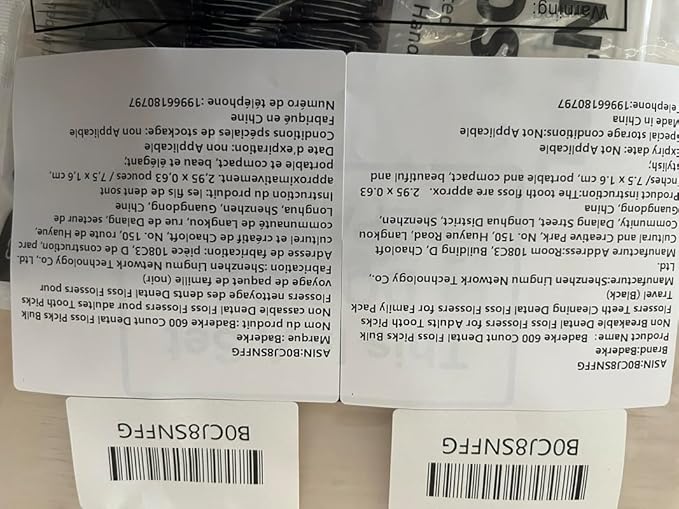 B0CJ8SNFFG
ASIN:B0CJ8SNFFG
Brand:Baderke
Product Name: Baderke 600 Count Dental Floss Picks Bulk
Non Breakable Dental Floss Flossers for Adults Tooth Picks
Flossers Teeth Cleaning Dental Floss Flossers for Family Pack
Travel (Black)
Manufacture:Shenzhen Lingmu Network Technology Co.,
Ltd.
Manufacture Address:Room 108C3, Building D, Chaoloft
Cultural and Creative Park, No. 150, Huayue Road, Langkou
Community, Dalang Street, Longhua District, Shenzhen,
Guangdong, China
Product instruction:The tooth floss are approx. 2.95 x 0.63
inches/ 7.5 x 1.6 cm, portable and compact, beautiful and
stylish;
Expiry date: Not Applicable
Special storage conditions:Not Applicable
Made in China
Telephone:19966180797
B0CJ8SNFFG
ASIN:B0CJ8SNFFG
Marque :Baderke
Nom du produit: Baderke 600 Count Dental Floss Picks Bulk
Non cassable Dental Floss Flossers pour adultes Tooth Picks
Flossers nettoyage des dents Dental Floss Flossers pour
voyage de paquet de famille (noir)
Fabrication :Shenzhen Lingmu Network Technology Co., Ltd.
Adresse de fabrication: pièce 108C3, D de construction, parc
culture et créatif de Chaoloft, No. 150, route de Huayue,
communauté de Langkou, rue de Dalang, secteur de
Longhua, Shenzhen, Guangdong, Chine
Instruction du produit: les fils de dent sont
approximativement. 2,95 x 0,63 pouces / 7,5 x 1,6 cm,
portable et compact, beau et élégant;
Date d'expiration: non Applicable
Conditions spéciales de stockage: non Applicable
Fabriqué en Chine
Numéro de téléphone :19966180797
Warning: